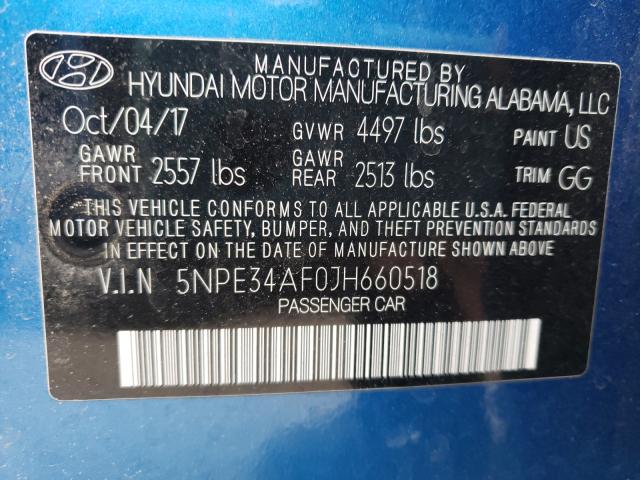 MANUFACTURED BY
HYUNDAI MOTOR MANUFACTURING ALABAMA, LLC
Oct/04/17 GVWR 4497 lbs PAINT US
GAWR FRONT 2557 lbs GAWR REAR 2513 lbs TRIM GG
THIS VEHICLE CONFORMS TO ALL APPLICABLE U.S.A. FEDERAL
MOTOR VEHICLE SAFETY, BUMPER, AND THEFT PREVENTION STANDARDS
IN EFFECT ON THE DATE OF MANUFACTURE SHOWN ABOVE.
V.I.N 5NPE34AF0JH660518
PASSENGER CAR